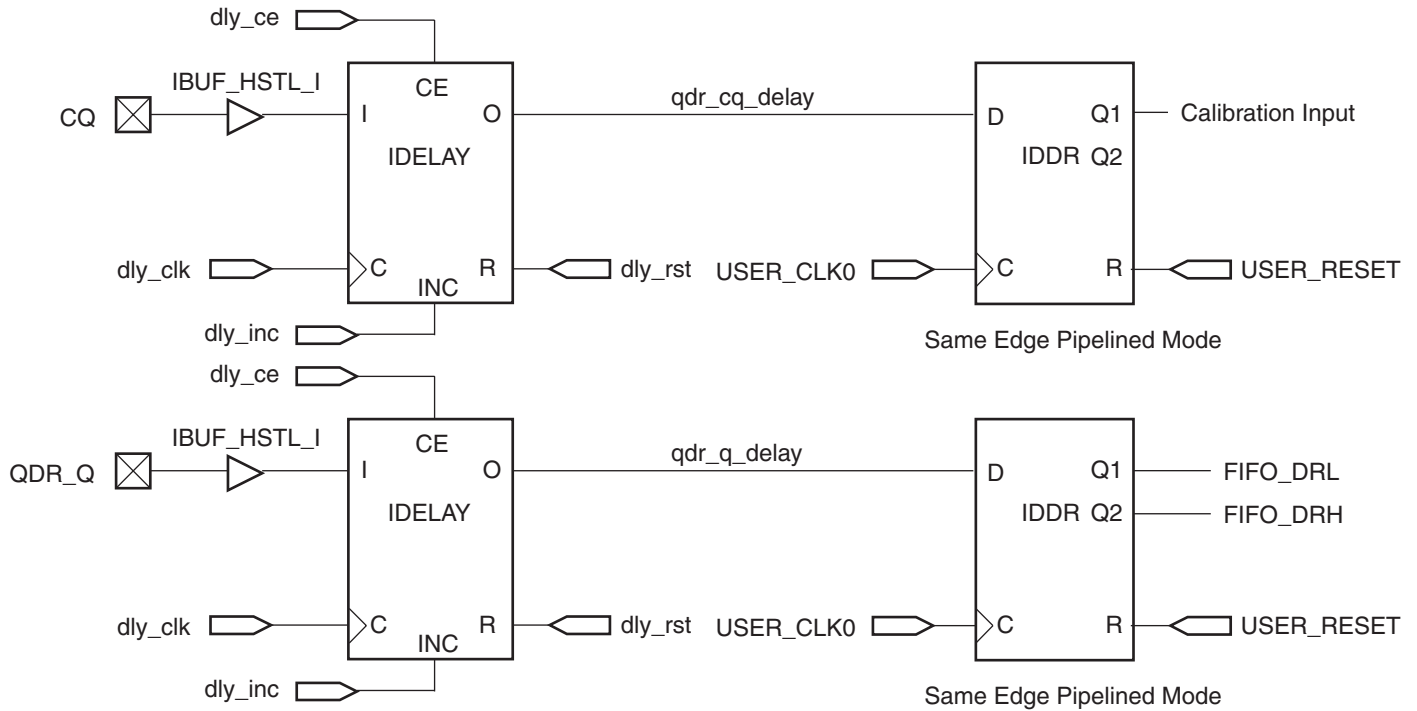 dly_ce
IBUF_HSTL_I
CQ
CE
I
O
IDELAY
qdr_cq_delay
D
Q1
Calibration Input
IDDR
Q2
dly_clk
C
R
INC
dly_rst
USER_CLK0
C
R
USER_RESET
dly_inc
Same Edge Pipelined Mode
dly_ce
IBUF_HSTL_I
QDR_Q
CE
I
O
IDELAY
qdr_q_delay
D
Q1
FIFO_DRL
IDDR
Q2
FIFO_DRH
dly_clk
C
R
INC
dly_rst
USER_CLK0
C
R
USER_RESET
dly_inc
Same Edge Pipelined Mode